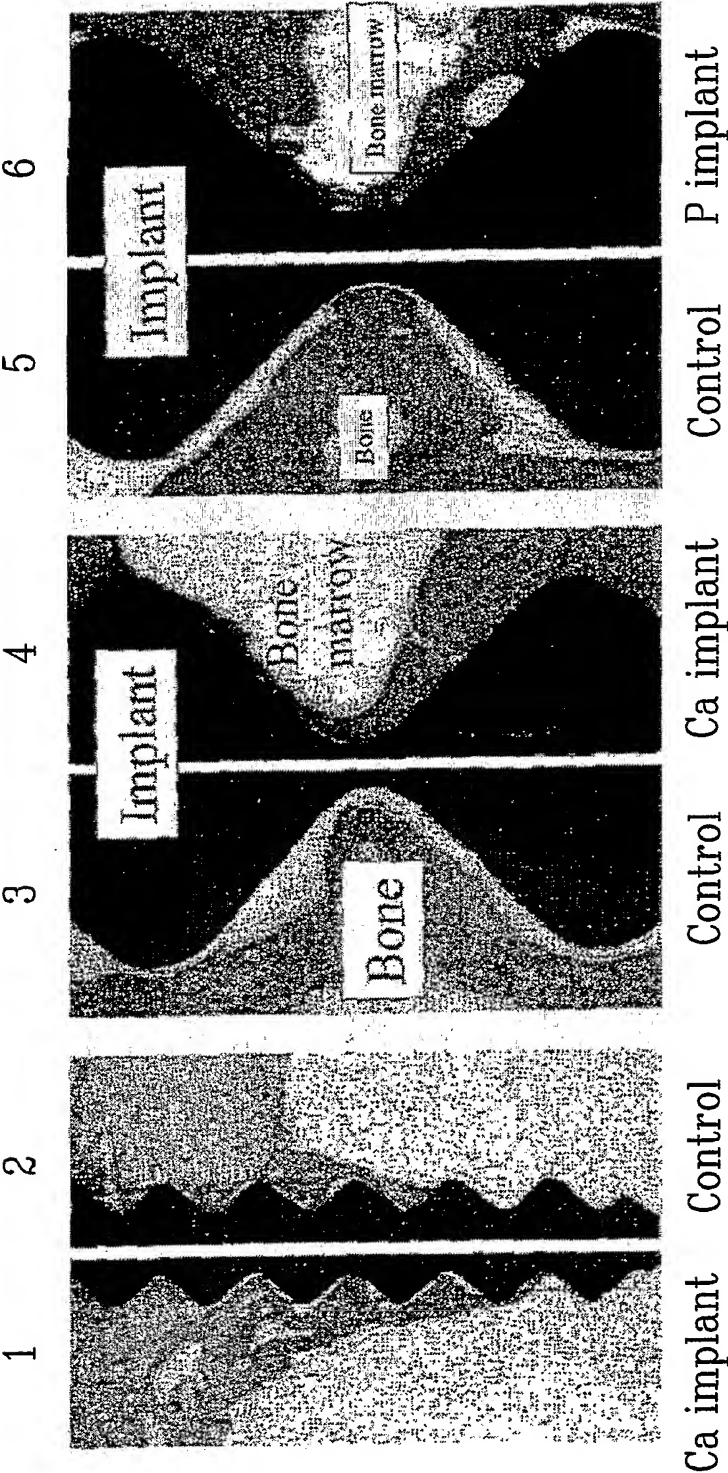 1 2 3 4 5 6
Implant Implant
Bone Bone marrow Bone Bone marrow
Ca implant Control Control Ca implant Control P implant